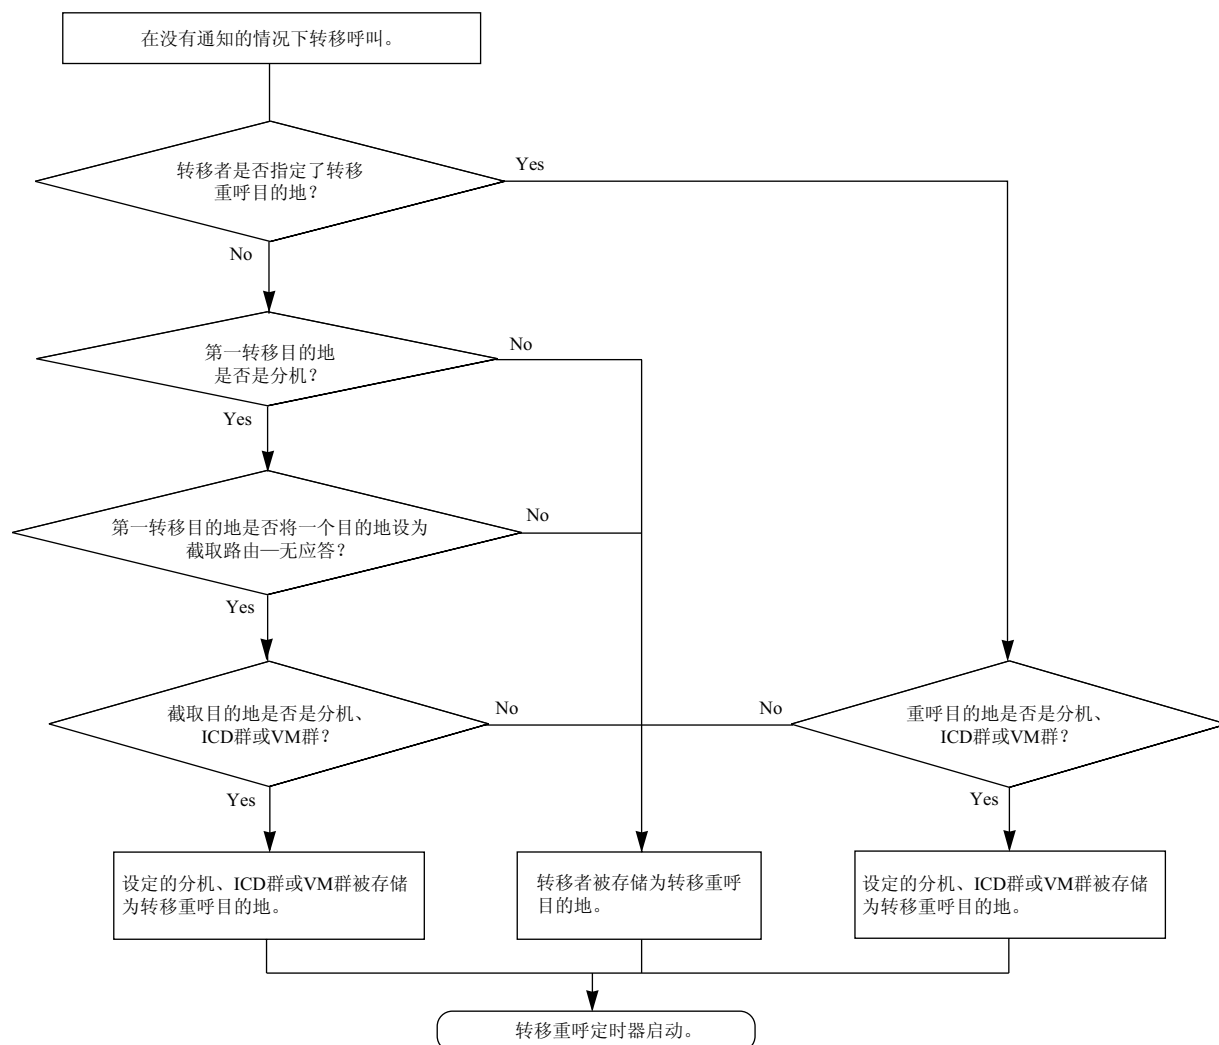 在没有通知的情况下转移呼叫。
转移者是否指定了转移
重呼目的地？
Yes
No
第一转移目的地
是否是分机？
No
Yes
第一转移目的地是否将一个目的地设为
截取路由—无应答？
No
Yes
截取目的地是否是分机、
ICD群或VM群？
No
No
重呼目的地是否是分机、
ICD群或VM群？
Yes
Yes
设定的分机、ICD群或VM群被存储
为转移重呼目的地。
转移者被存储为转移重呼
目的地。
设定的分机、ICD群或VM群被存储
为转移重呼目的地。
转移重呼定时器启动。